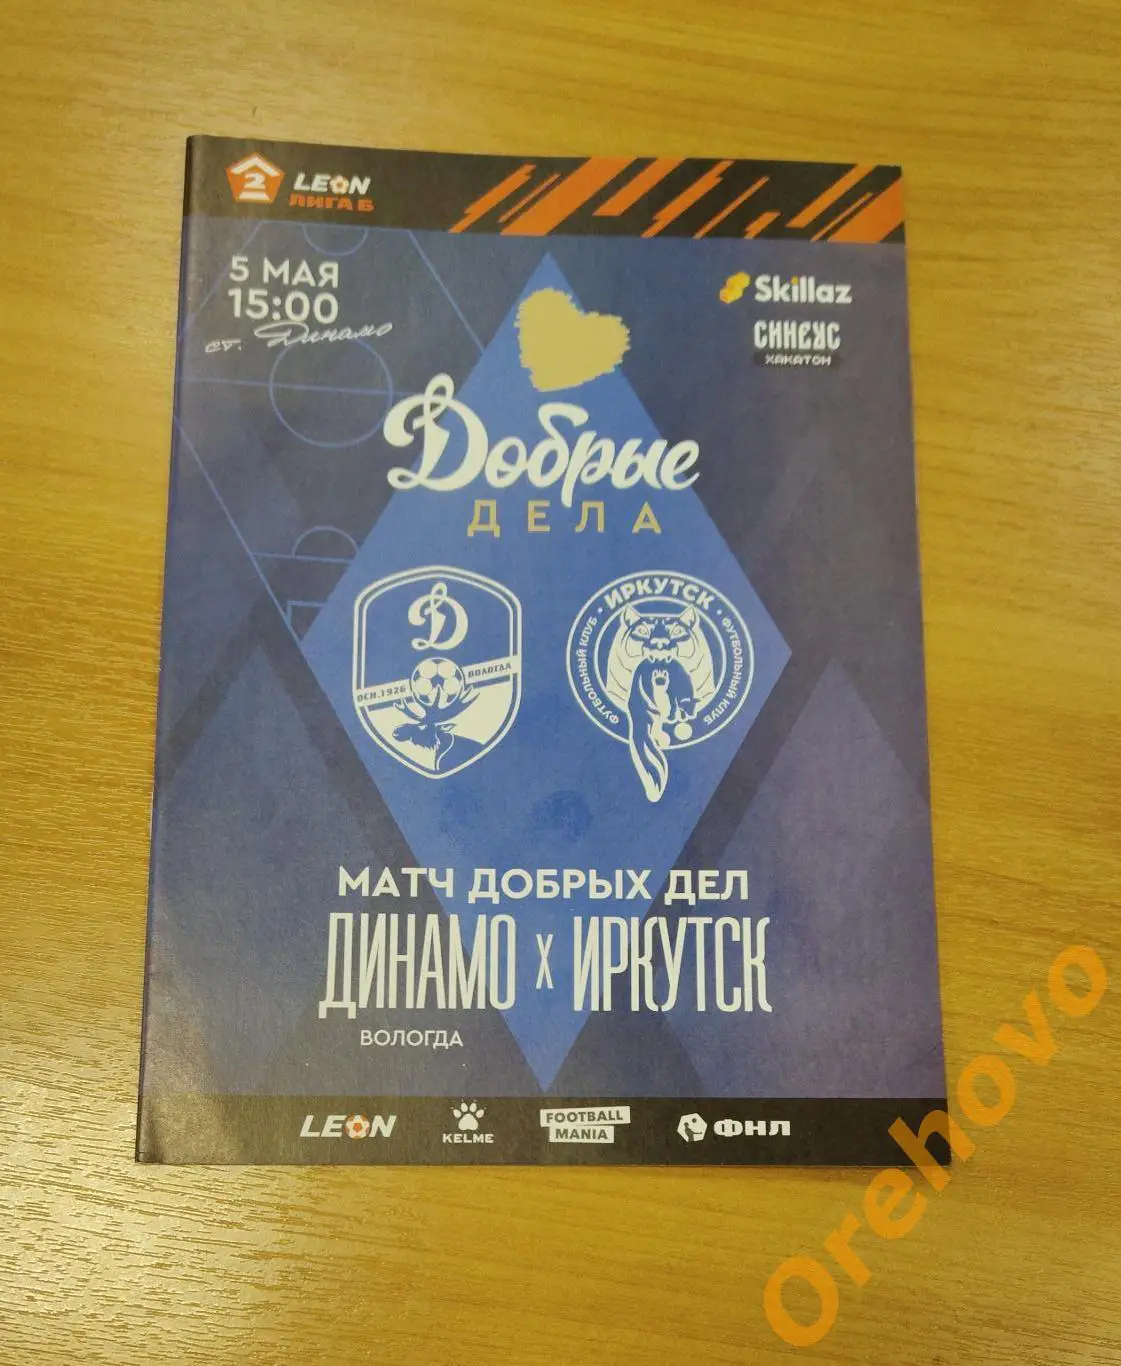 2
LEON
ЛИГА Б
5 МАЯ
15:00
ст. Динамо
Skillaz
СИНЕУС
ХАКАТОН
Добрые
ДЕЛА
Д
ОСН. 1926
ВОЛОГДА
ИРКУТСК
ФУТБОЛЬНЫЙ КЛУБ
ФУТБОЛЬНЫЙ КЛУБ
МАТЧ ДОБРЫХ ДЕЛ
ДИНАМО х ИРКУТСК
ВОЛОГДА
LEON
KELME
FOOTBALL
MANIA
ФНЛ
Orehovo